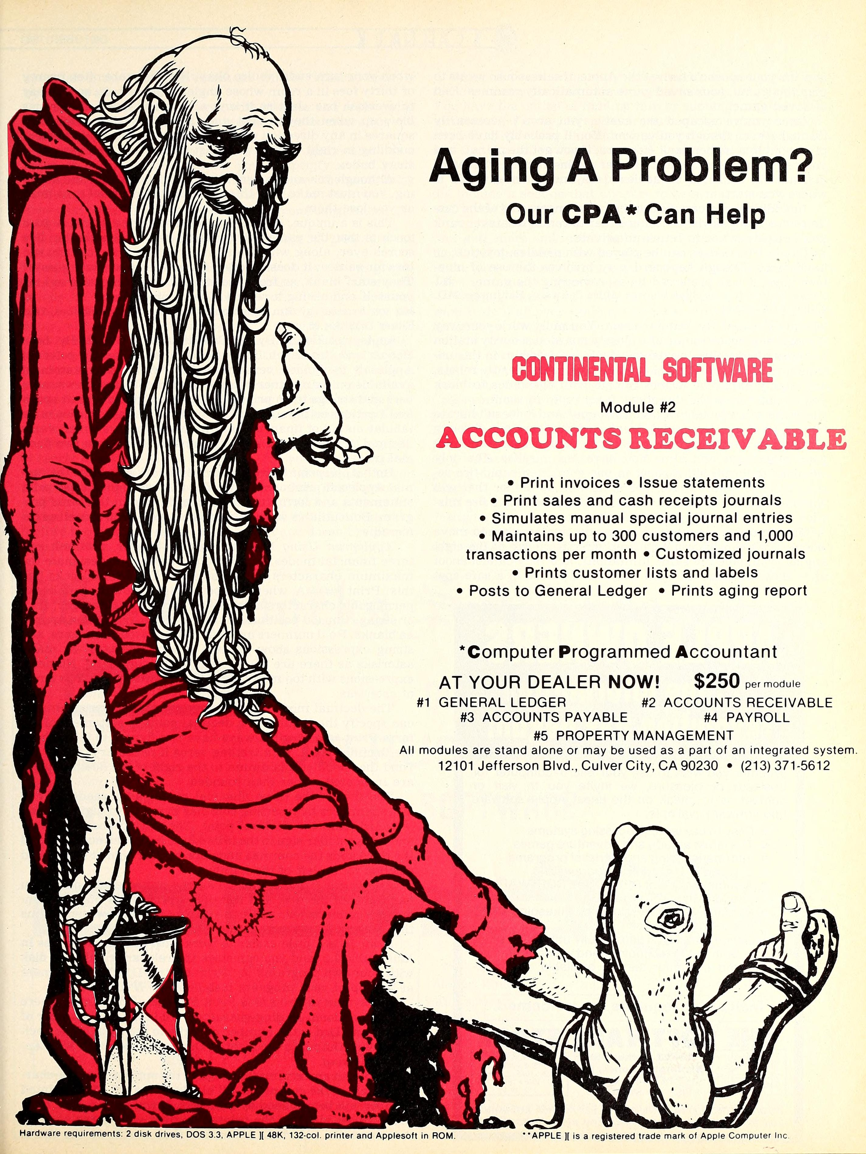 Aging A Problem?
Our CPA* Can Help
CONTINENTAL SOFTWARE
Module #2
ACCOUNTS RECEIVABLE
• Print invoices • Issue statements
• Print sales and cash receipts journals
• Simulates manual special journal entries
• Maintains up to 300 customers and 1,000
transactions per month • Customized journals
• Prints customer lists and labels
• Posts to General Ledger • Prints aging report
*Computer Programmed Accountant
AT YOUR DEALER NOW! $250 per module
#1 GENERAL LEDGER #2 ACCOUNTS RECEIVABLE
#3 ACCOUNTS PAYABLE #4 PAYROLL
#5 PROPERTY MANAGEMENT
All modules are stand alone or may be used as a part of an integrated system.
12101 Jefferson Blvd., Culver City, CA 90230 • (213) 371-5612
Hardware requirements: 2 disk drives, DOS 3.3, APPLE ][ 48K, 132-col. printer and Applesoft in ROM. **APPLE ][ is a registered trade mark of Apple Computer Inc.